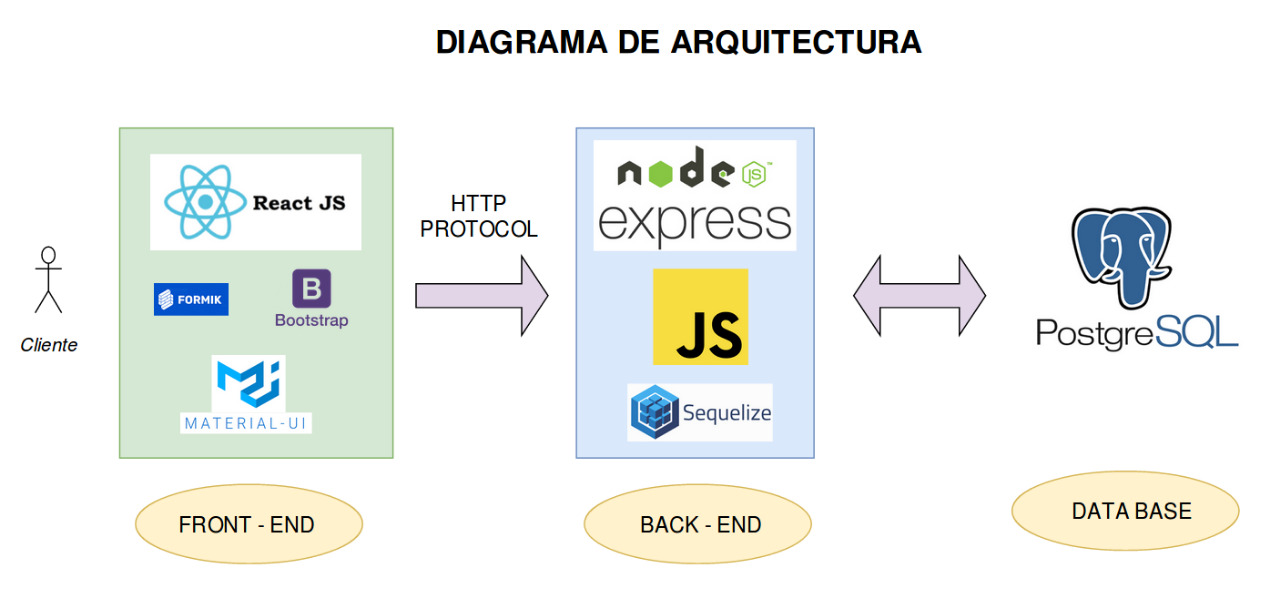 DIAGRAMA DE ARQUITECTURA
Cliente
React JS
FORMIK
B
Bootstrap
MATERIAL-UI
HTTP
PROTOCOL
node
JS™
express
JS
Sequelize
PostgreSQL
FRONT - END
BACK - END
DATA BASE